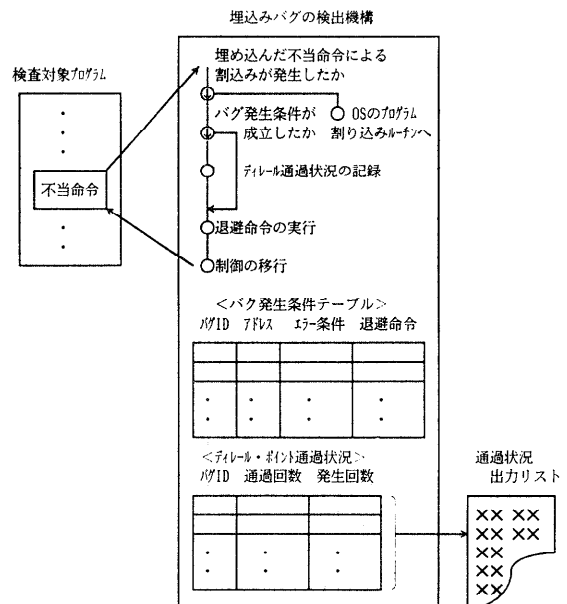 埋込みバグの検出機構
検査対象プログラム
不当命令
埋め込んだ不当命令による
割込みが発生したか
バグ発生条件が
成立したか
OSのプログラム
割り込みルーチンへ
ディレール通過状況の記録
退避命令の実行
制御の移行
<バク発生条件テーブル>
バグID アドレス エラー条件 退避命令
<ディレール・ポイント通過状況>
バグID 通過回数 発生回数
通過状況
出力リスト
×× ××
×× ××
××
××
××